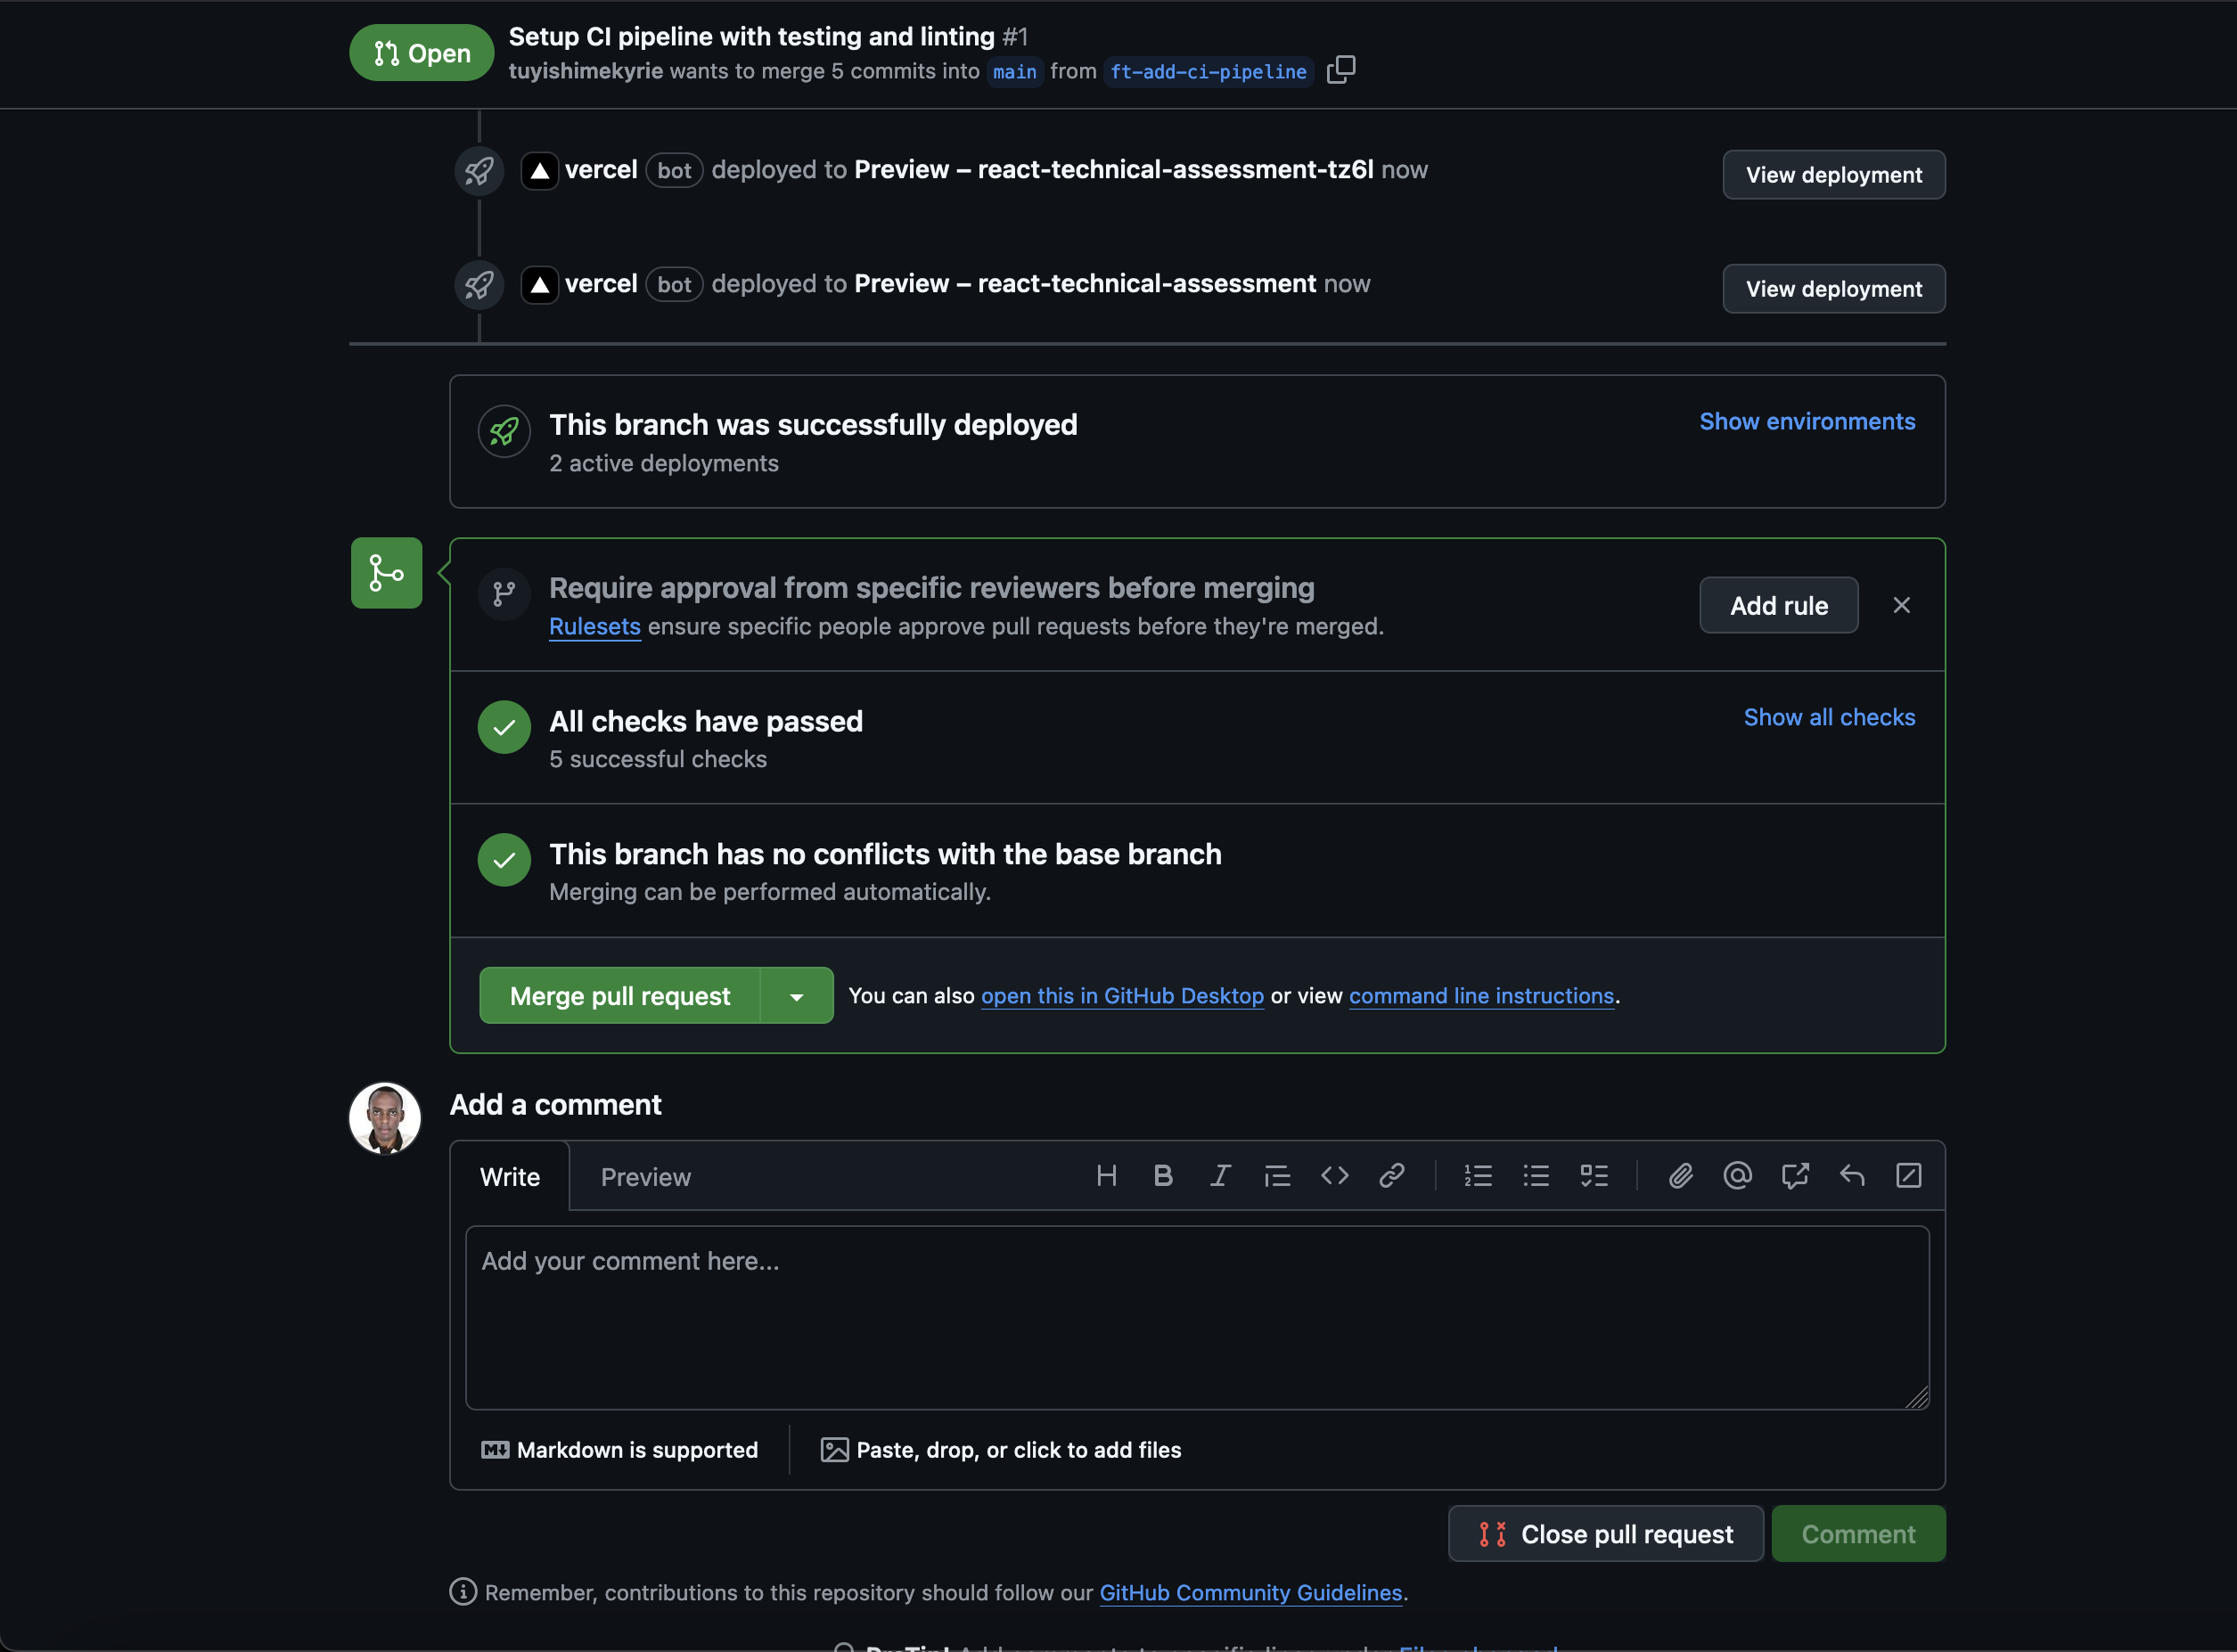 Open
Setup CI pipeline with testing and linting #1
tuyishimekyrie wants to merge 5 commits into main from ft-add-ci-pipeline
vercel bot deployed to Preview – react-technical-assessment-tz6l now
View deployment
vercel bot deployed to Preview – react-technical-assessment now
View deployment
This branch was successfully deployed
Show environments
2 active deployments
Require approval from specific reviewers before merging
Rulesets ensure specific people approve pull requests before they're merged.
Add rule
All checks have passed
Show all checks
5 successful checks
This branch has no conflicts with the base branch
Merging can be performed automatically.
Merge pull request
You can also open this in GitHub Desktop or view command line instructions.
Add a comment
Write
Preview
Add your comment here...
Markdown is supported
Paste, drop, or click to add files
Close pull request
Comment
Remember, contributions to this repository should follow our GitHub Community Guidelines.